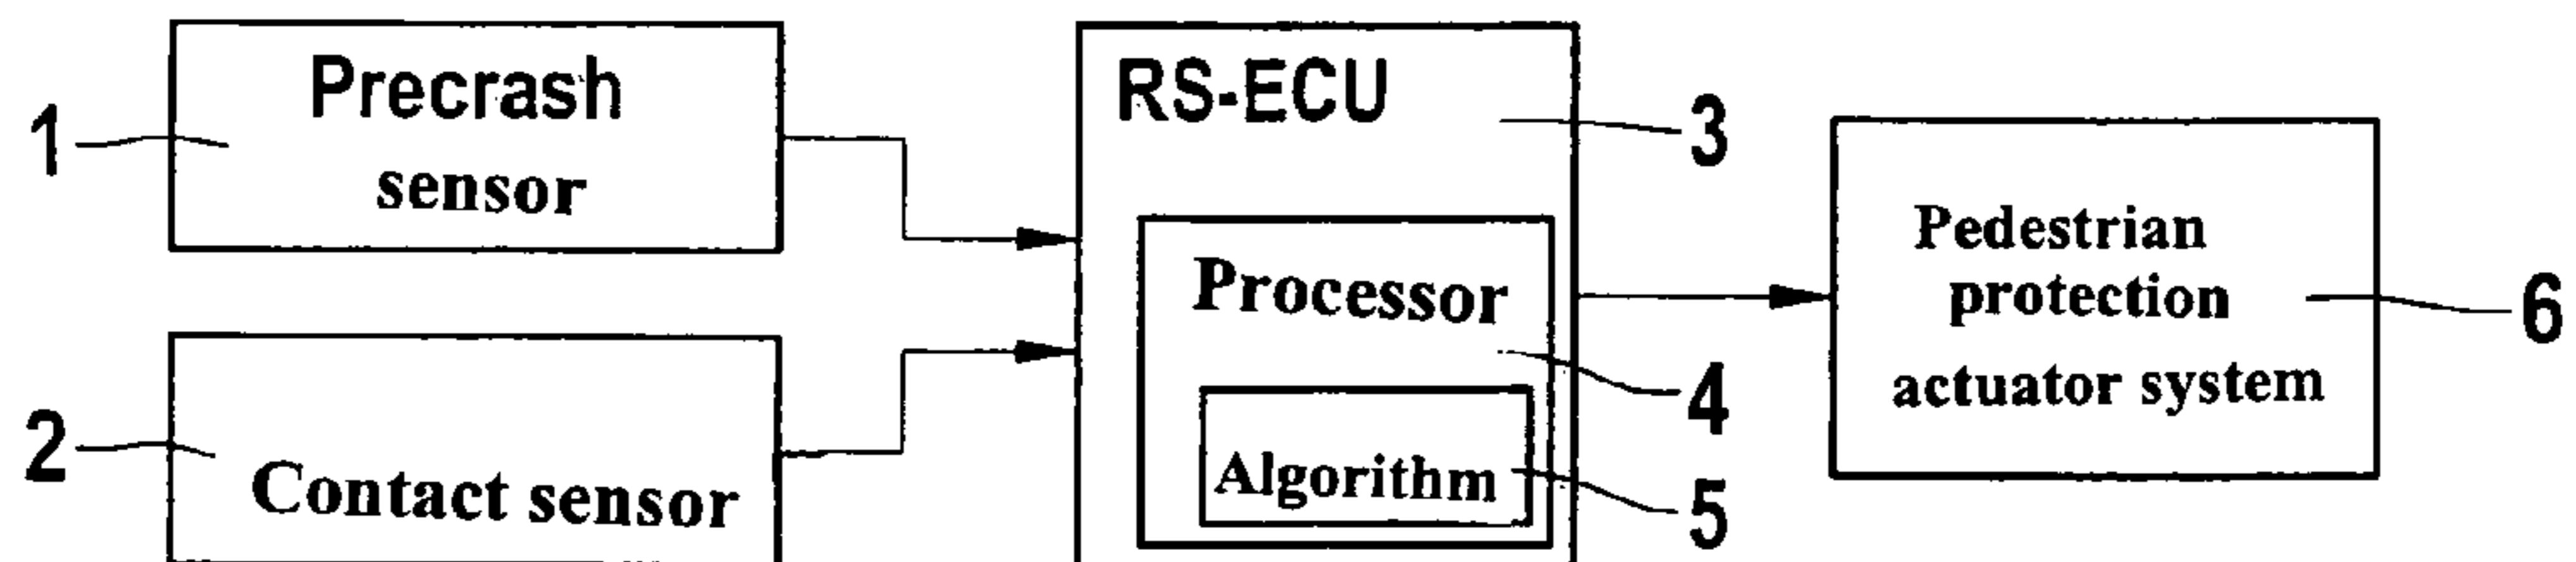 1
Precrash
sensor
2
Contact sensor
RS-ECU
3
Processor
4
Algorithm
5
Pedestrian
protection
actuator system
6